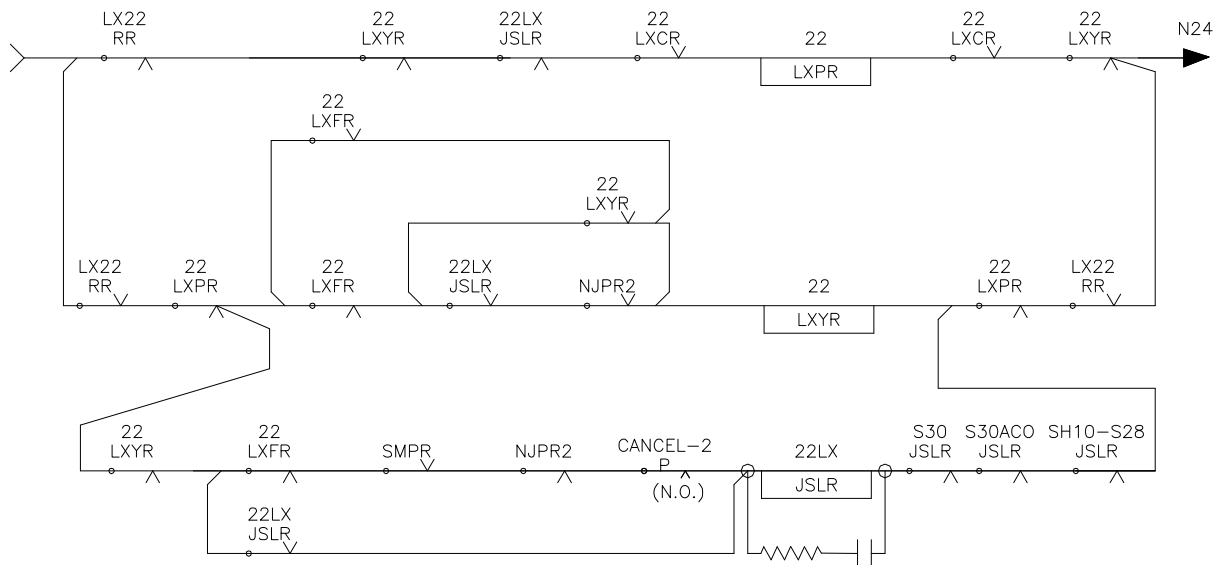 LX22
RR
22
LXYR
22LX
JSLR
22
LXCR
22
LXPR
22
LXCR
22
LXYR
N24
22
LXFR
22
LXYR
LX22
RR
22
LXPR
22
LXFR
22LX
JSLR
NJPR2
22
LXYR
22
LXPR
LX22
RR
22
LXYR
22
LXFR
SMPR
NJPR2
CANCEL-2
P
(N.O.)
22LX
JSLR
S30
JSLR
S30ACO
JSLR
SH10-S28
JSLR
22LX
JSLR